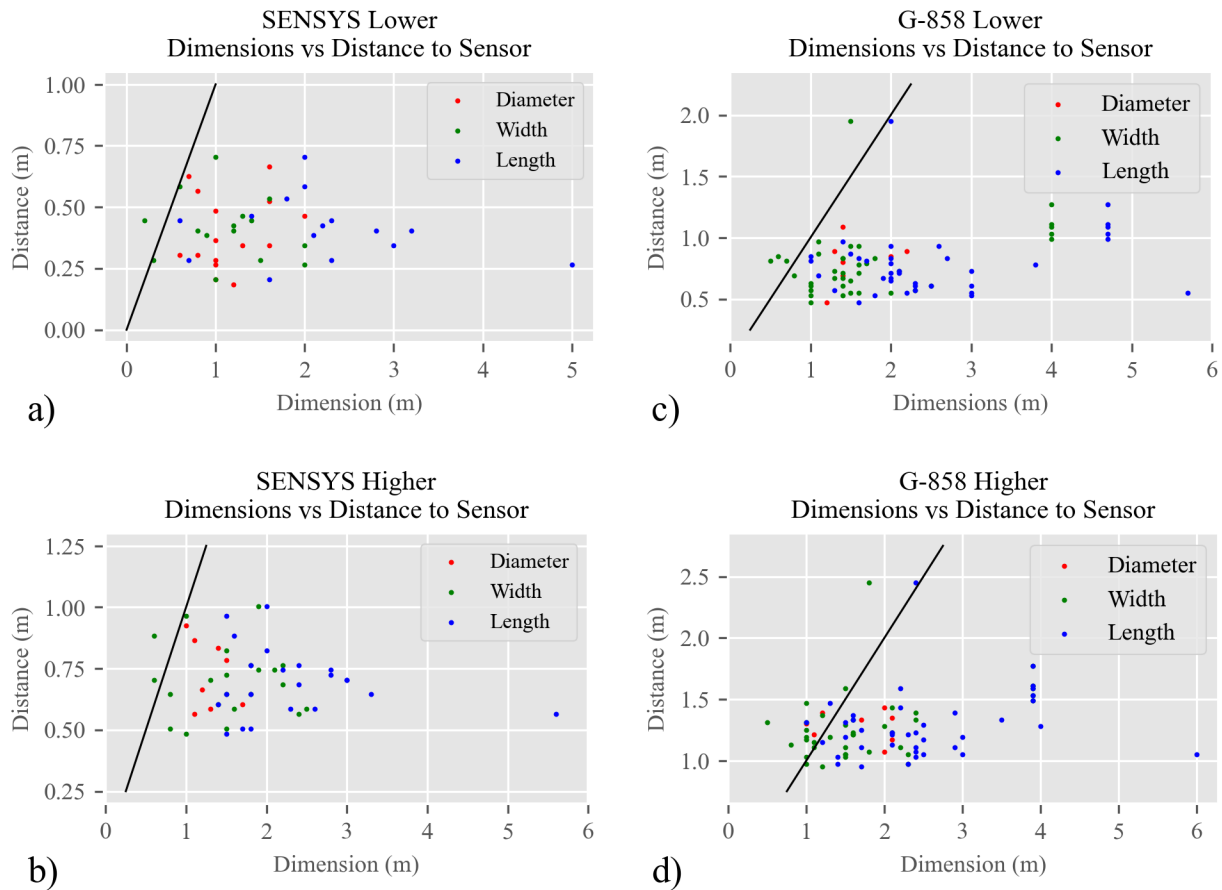 SENSYS Lower
Dimensions vs Distance to Sensor
1.00
0.75
0.50
0.25
0.00
Distance (m)
Diameter
Width
Length
0 1 2 3 4 5
Dimension (m)
a)
G-858 Lower
Dimensions vs Distance to Sensor
2.0
1.5
1.0
0.5
Distance (m)
Diameter
Width
Length
0 1 2 3 4 5 6
Dimensions (m)
c)
SENSYS Higher
Dimensions vs Distance to Sensor
1.25
1.00
0.75
0.50
0.25
Distance (m)
Diameter
Width
Length
0 1 2 3 4 5 6
Dimension (m)
b)
G-858 Higher
Dimensions vs Distance to Sensor
2.5
2.0
1.5
1.0
Distance (m)
Diameter
Width
Length
0 1 2 3 4 5 6
Dimension (m)
d)